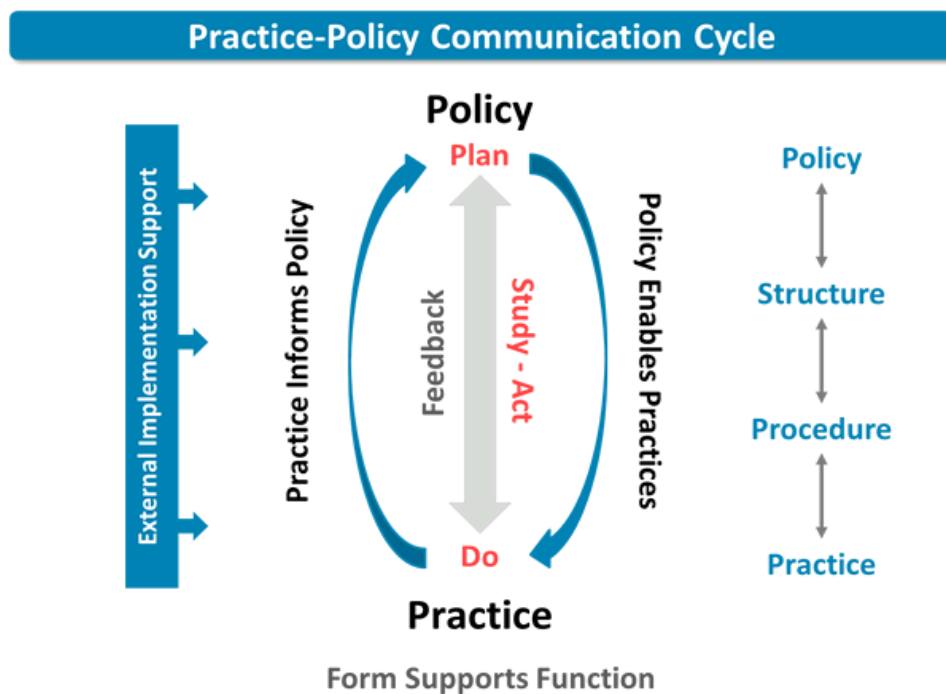 Practice-Policy Communication Cycle
Policy
Plan
External Implementation Support
Practice Informs Policy
Feedback
Study - Act
Policy Enables Practices
Do
Practice
Form Supports Function
Policy
Structure
Procedure
Practice